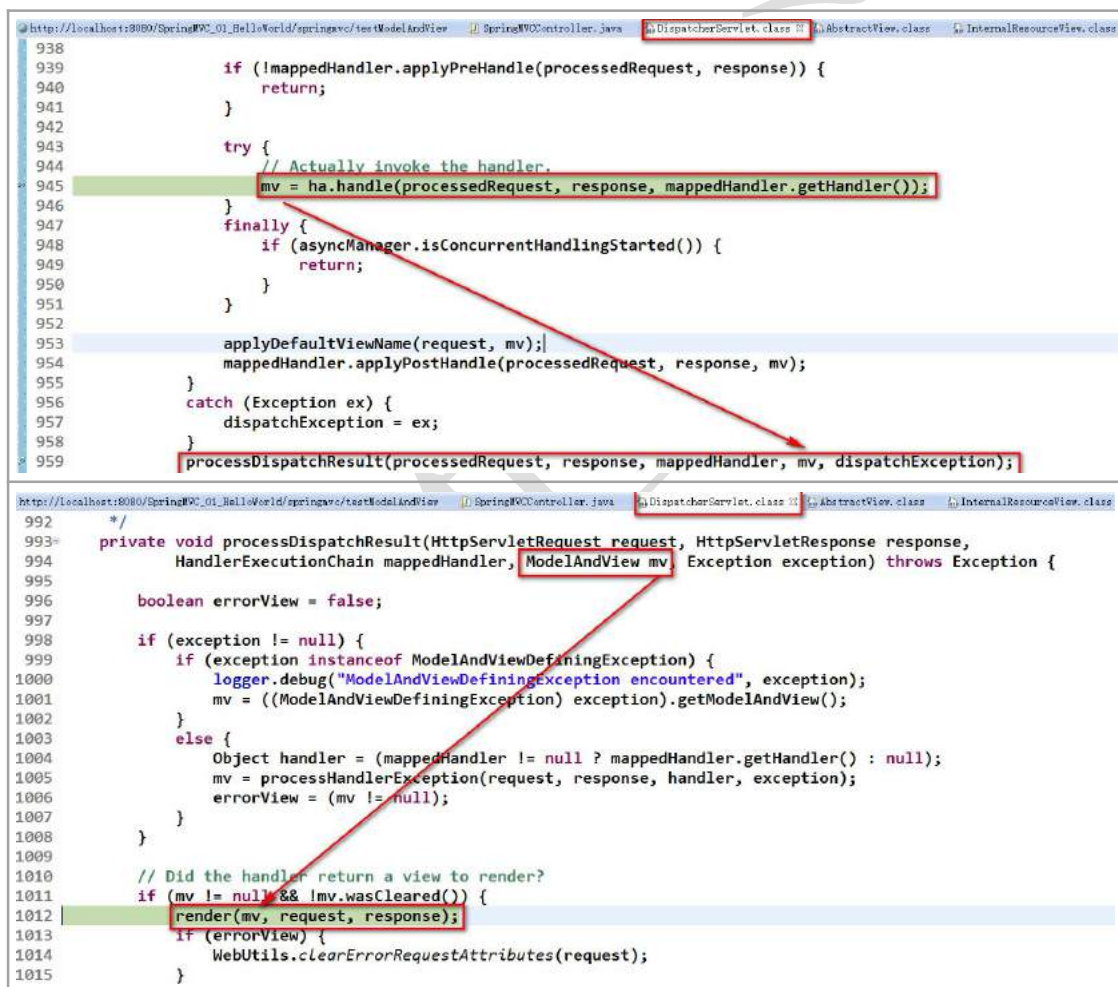 http://localhost:8080/SpringMVC_01_HelloWorld/springmvc/testModelAndView SpringMVCController.java DispatcherServlet.class AbstractView.class InternalResourceView.class
938
939 if (!mappedHandler.applyPreHandle(processedRequest, response)) {
940 return;
941 }
942
943 try {
944 // Actually invoke the handler.
945 mv = ha.handle(processedRequest, response, mappedHandler.getHandler());
946 }
947 finally {
948 if (asyncManager.isConcurrentHandlingStarted()) {
949 return;
950 }
951 }
952
953 applyDefaultViewName(request, mv);
954 mappedHandler.applyPostHandle(processedRequest, response, mv);
955 }
956 catch (Exception ex) {
957 dispatchException = ex;
958 }
959 processDispatchResult(processedRequest, response, mappedHandler, mv, dispatchException);
http://localhost:8080/SpringMVC_01_HelloWorld/springmvc/testModelAndView SpringMVCController.java DispatcherServlet.class AbstractView.class InternalResourceView.class
992 */
993 private void processDispatchResult(HttpServletRequest request, HttpServletResponse response,
994 HandlerExecutionChain mappedHandler, ModelAndView mv, Exception exception) throws Exception {
995
996 boolean errorView = false;
997
998 if (exception != null) {
999 if (exception instanceof ModelAndViewDefiningException) {
1000 logger.debug("ModelAndViewDefiningException encountered", exception);
1001 mv = ((ModelAndViewDefiningException) exception).getModelAndView();
1002 }
1003 else {
1004 Object handler = (mappedHandler != null ? mappedHandler.getHandler() : null);
1005 mv = processHandlerException(request, response, handler, exception);
1006 errorView = (mv != null);
1007 }
1008 }
1009
1010 // Did the handler return a view to render?
1011 if (mv != null && !mv.wasCleared()) {
1012 render(mv, request, response);
1013 if (errorView) {
1014 WebUtils.clearErrorRequestAttributes(request);
1015 }